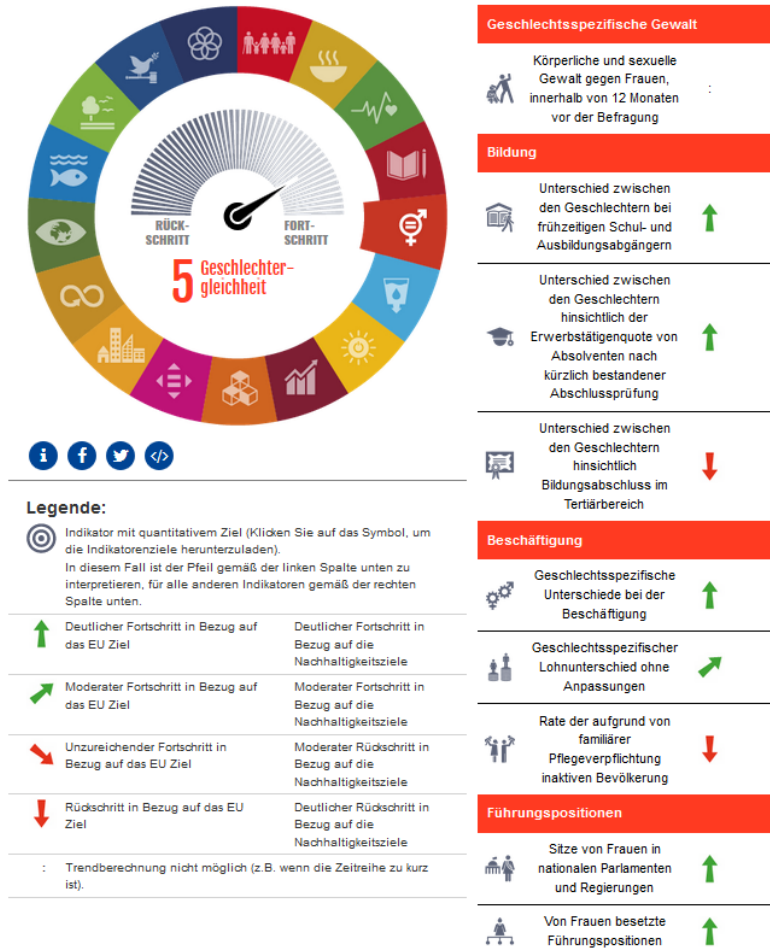 RÜCK-
SCHRITT
FORT-
SCHRITT
5 Geschlechter-
gleichheit
Legende:
Indikator mit quantitativem Ziel (Klicken Sie auf das Symbol, um
die Indikatorenziele herunterzuladen).
In diesem Fall ist der Pfeil gemäß der linken Spalte unten zu
interpretieren, für alle anderen Indikatoren gemäß der rechten
Spalte unten.
Deutlicher Fortschritt in Bezug auf
das EU Ziel
Deutlicher Fortschritt in
Bezug auf die
Nachhaltigkeitsziele
Moderater Fortschritt in Bezug auf
das EU Ziel
Moderater Fortschritt in
Bezug auf die
Nachhaltigkeitsziele
Unzureichender Fortschritt in
Bezug auf das EU Ziel
Moderater Rückschritt in
Bezug auf die
Nachhaltigkeitsziele
Rückschritt in Bezug auf das EU
Ziel
Deutlicher Rückschritt in
Bezug auf die
Nachhaltigkeitsziele
: Trendberechnung nicht möglich (z.B. wenn die Zeitreihe zu kurz
ist).
Geschlechtsspezifische Gewalt
Körperliche und sexuelle
Gewalt gegen Frauen,
innerhalb von 12 Monaten :
vor der Befragung
Bildung
Unterschied zwischen
den Geschlechtern bei
frühzeitigen Schul- und
Ausbildungsabgängern
Unterschied zwischen
den Geschlechtern
hinsichtlich der
Erwerbstätigenquote von
Absolventen nach
kürzlich bestandener
Abschlussprüfung
Unterschied zwischen
den Geschlechtern
hinsichtlich
Bildungsabschluss im
Tertiärbereich
Beschäftigung
Geschlechtsspezifische
Unterschiede bei der
Beschäftigung
Geschlechtsspezifischer
Lohnunterschied ohne
Anpassungen
Rate der aufgrund von
familiärer
Pflegeverpflichtung
inaktiven Bevölkerung
Führungspositionen
Sitze von Frauen in
nationalen Parlamenten
und Regierungen
Von Frauen besetzte
Führungspositionen